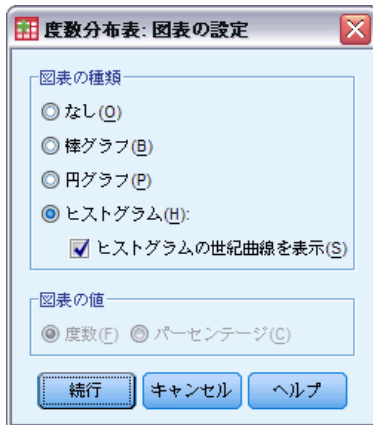 度数分布表: 図表の設定
図表の種類
なし(O)
棒グラフ(B)
円グラフ(P)
ヒストグラム(H):
ヒストグラムの世紀曲線を表示(S)
図表の値
度数(F) パーセンテージ(C)
続行 キャンセル ヘルプ